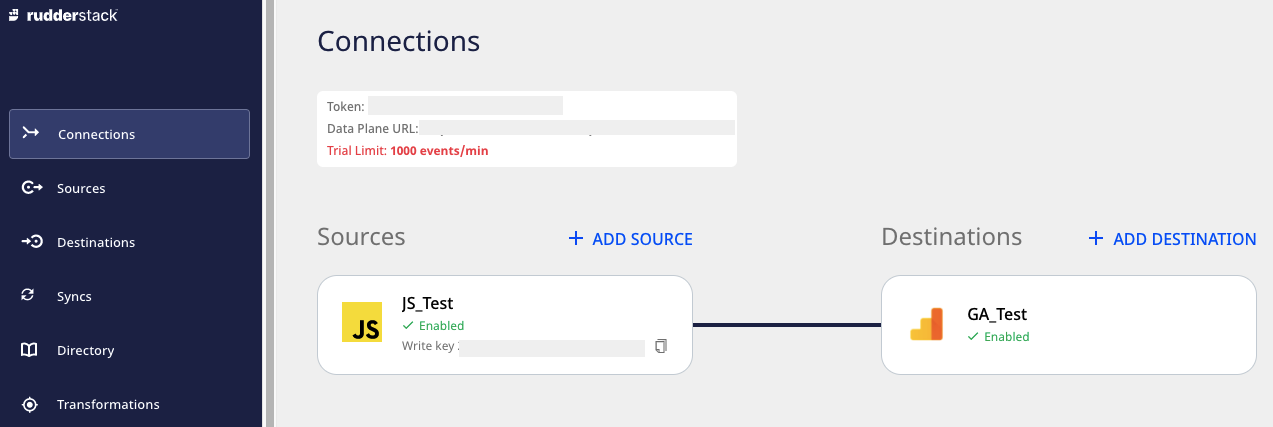 rudderstack
Connections
Token:
Data Plane URL:
Trial Limit: 1000 events/min
Connections
Sources
Destinations
Syncs
Directory
Transformations
Sources
+ ADD SOURCE
Destinations
+ ADD DESTINATION
JS
JS_Test
Enabled
Write key
GA_Test
Enabled